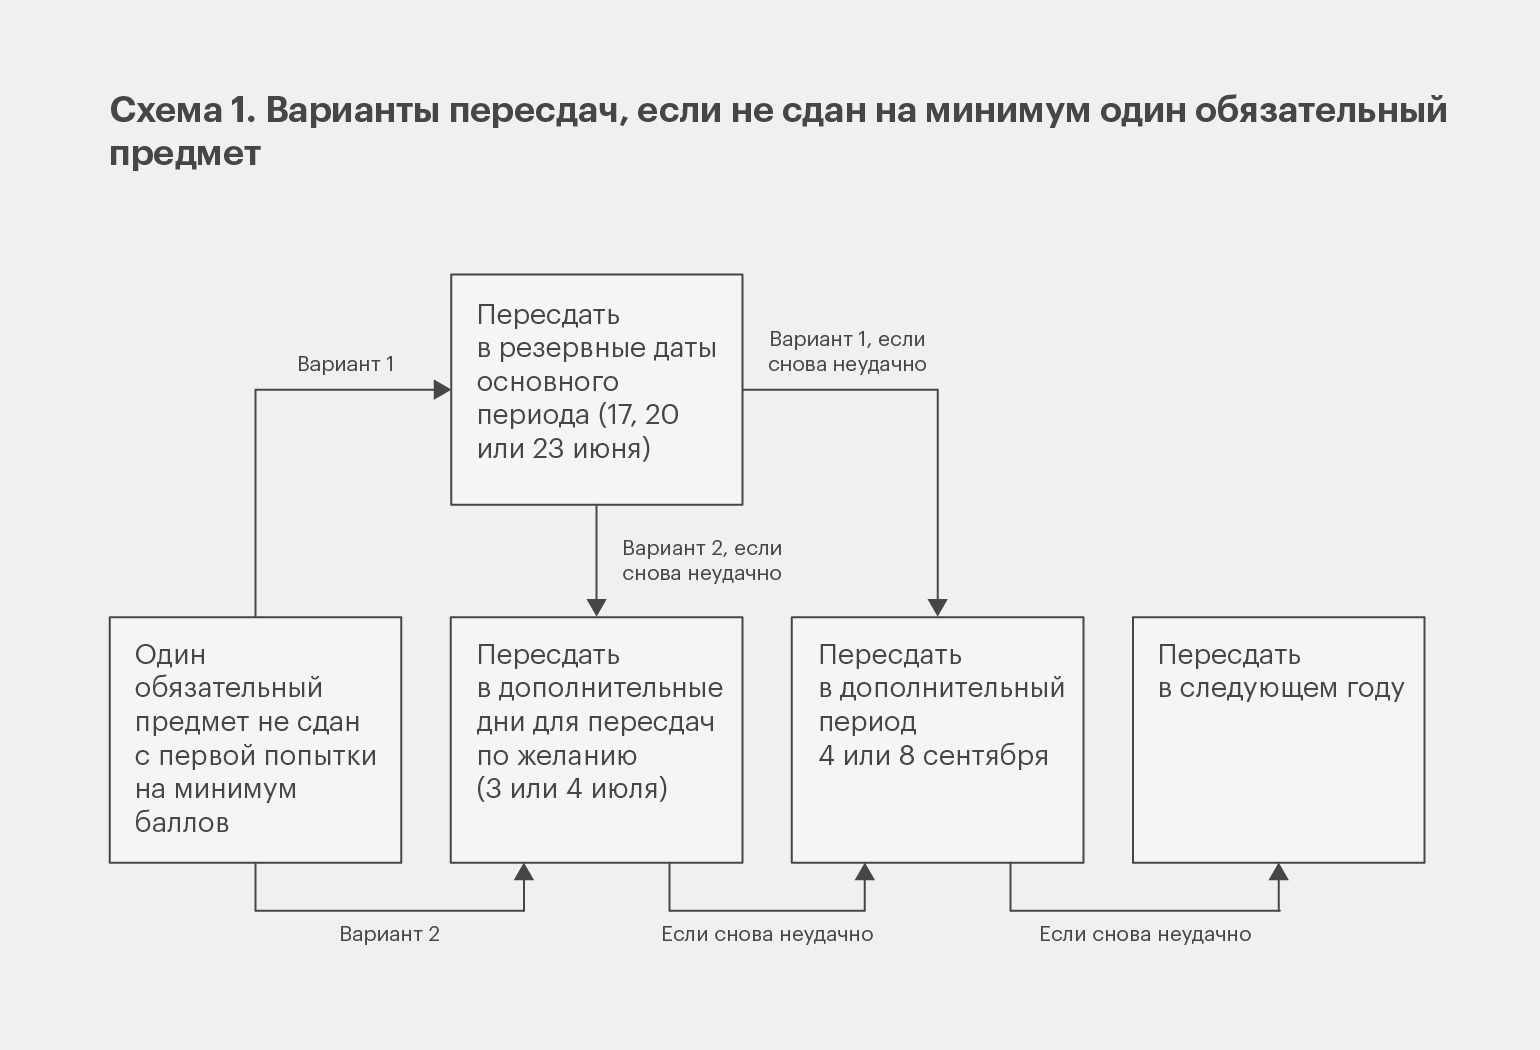 Схема 1. Варианты пересдач, если не сдан на минимум один обязательный
предмет
Пересдать
в резервные даты
основного
периода (17, 20
или 23 июня)
Вариант 1
Вариант 1, если
снова неудачно
Вариант 2, если
снова неудачно
Один
обязательный
предмет не сдан
с первой попытки
на минимум
баллов
Пересдать
в дополнительные
дни для пересдач
по желанию
(3 или 4 июля)
Пересдать
в дополнительный
период
4 или 8 сентября
Пересдать
в следующем году
Вариант 2
Если снова неудачно
Если снова неудачно